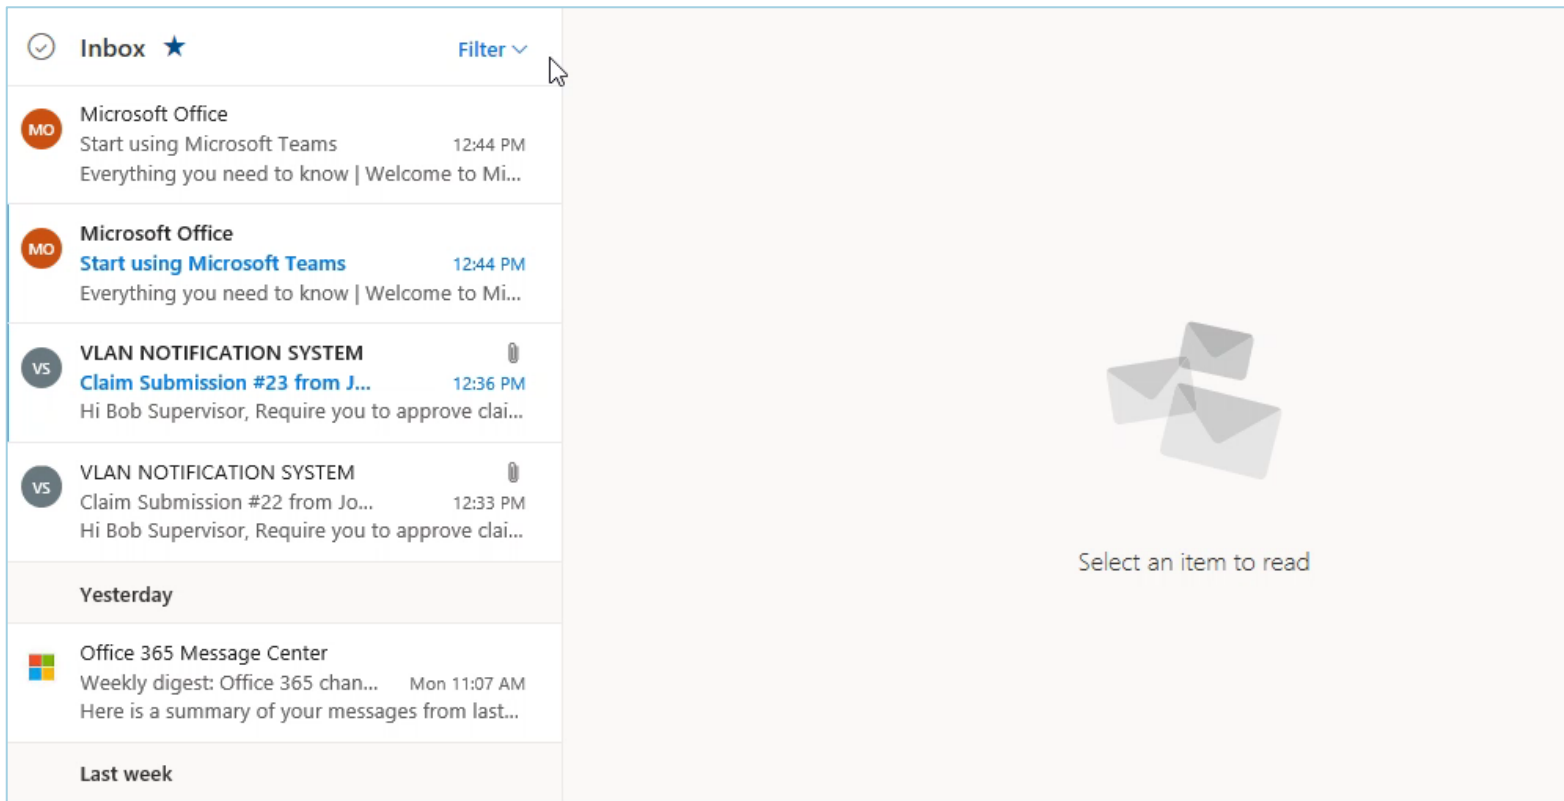 Inbox
Filter
MO
Microsoft Office
Start using Microsoft Teams 12:44 PM
Everything you need to know | Welcome to Mi...
MO
Microsoft Office
Start using Microsoft Teams 12:44 PM
Everything you need to know | Welcome to Mi...
VS
VLAN NOTIFICATION SYSTEM
Claim Submission #23 from J... 12:36 PM
Hi Bob Supervisor, Require you to approve clai...
VS
VLAN NOTIFICATION SYSTEM
Claim Submission #22 from Jo... 12:33 PM
Hi Bob Supervisor, Require you to approve clai...
Yesterday
Office 365 Message Center
Weekly digest: Office 365 chan... Mon 11:07 AM
Here is a summary of your messages from last...
Last week
Select an item to read